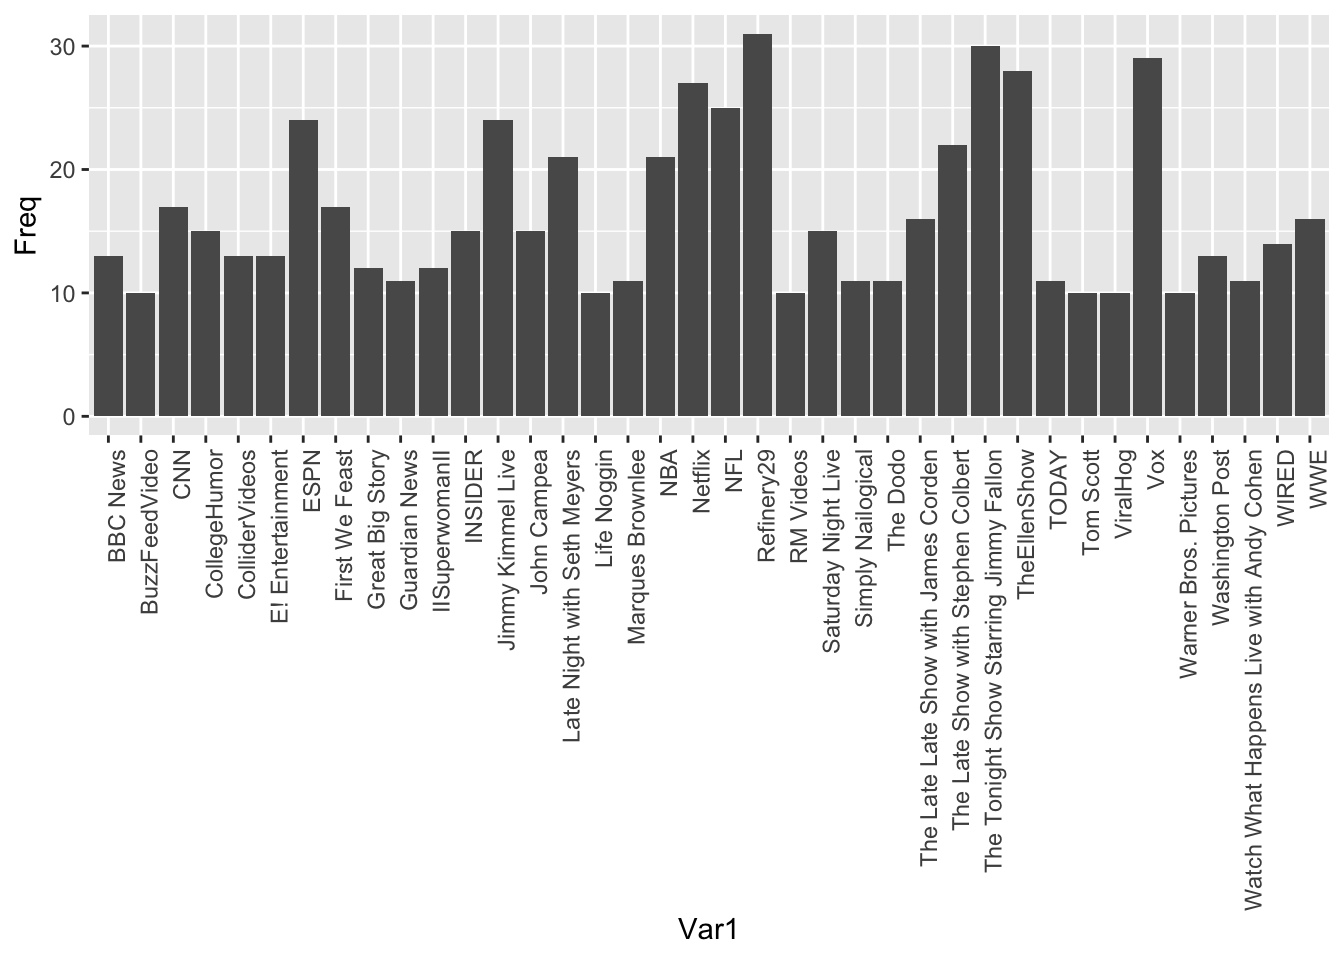 Freq
30
20
10
0
BBC News
BuzzFeedVideo
CNN
CollegeHumor
ColliderVideos
E! Entertainment
ESPN
First We Feast
Great Big Story
Guardian News
IISuperwomanII
INSIDER
Jimmy Kimmel Live
John Campea
Late Night with Seth Meyers
Life Noggin
Marques Brownlee
NBA
Netflix
NFL
Refinery29
RM Videos
Saturday Night Live
Simply Nailogical
The Dodo
The Late Late Show with James Corden
The Late Show with Stephen Colbert
The Tonight Show Starring Jimmy Fallon
TheEllenShow
TODAY
Tom Scott
ViralHog
Vox
Warner Bros. Pictures
Washington Post
Watch What Happens Live with Andy Cohen
WIRED
WWE
Var1